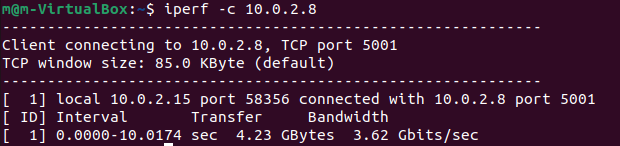 m@m-VirtualBox:~$ iperf -c 10.0.2.8
------------------------------------------------------------
Client connecting to 10.0.2.8, TCP port 5001
TCP window size: 85.0 KByte (default)
------------------------------------------------------------
[  1] local 10.0.2.15 port 58356 connected with 10.0.2.8 port 5001
[ ID] Interval       Transfer     Bandwidth
[  1] 0.0000-10.0174 sec  4.23 GBytes  3.62 Gbits/sec